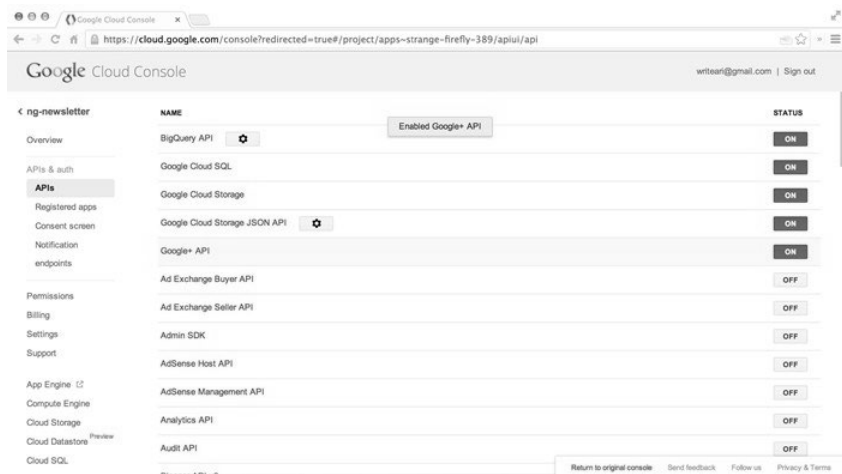 Google Cloud Console
https://cloud.google.com/console?redirected=true#/project/apps~strange-firefly-389/apiui/api
Google Cloud Console
writeari@gmail.com | Sign out
< ng-newsletter
Overview
APIs & auth
APIs
Registered apps
Consent screen
Notification
endpoints
Permissions
Billing
Settings
Support
App Engine
Compute Engine
Cloud Storage
Cloud Datastore Preview
Cloud SQL
NAME STATUS
Enabled Google+ API
BigQuery API ON
Google Cloud SQL ON
Google Cloud Storage ON
Google Cloud Storage JSON API ON
Google+ API ON
Ad Exchange Buyer API OFF
Ad Exchange Seller API OFF
Admin SDK OFF
AdSense Host API OFF
AdSense Management API OFF
Analytics API OFF
Audit API OFF
Return to original console Send feedback Follow us Privacy & Terms